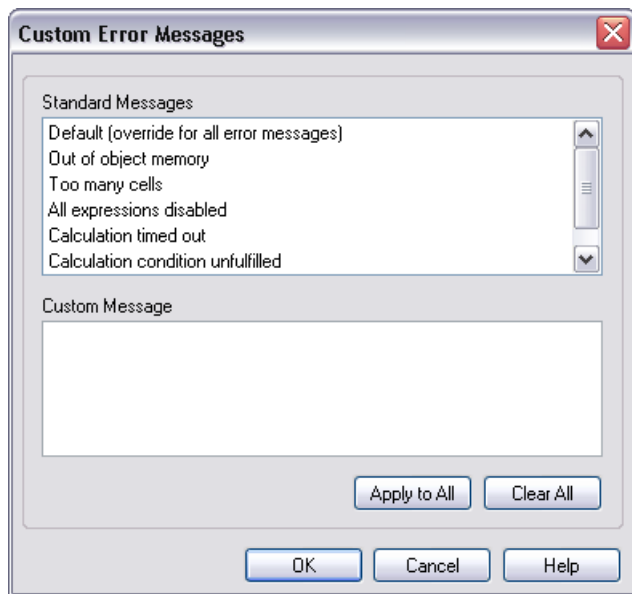 Custom Error Messages
Standard Messages
Default (override for all error messages)
Out of object memory
Too many cells
All expressions disabled
Calculation timed out
Calculation condition unfulfilled
Custom Message
Apply to All Clear All
OK Cancel Help